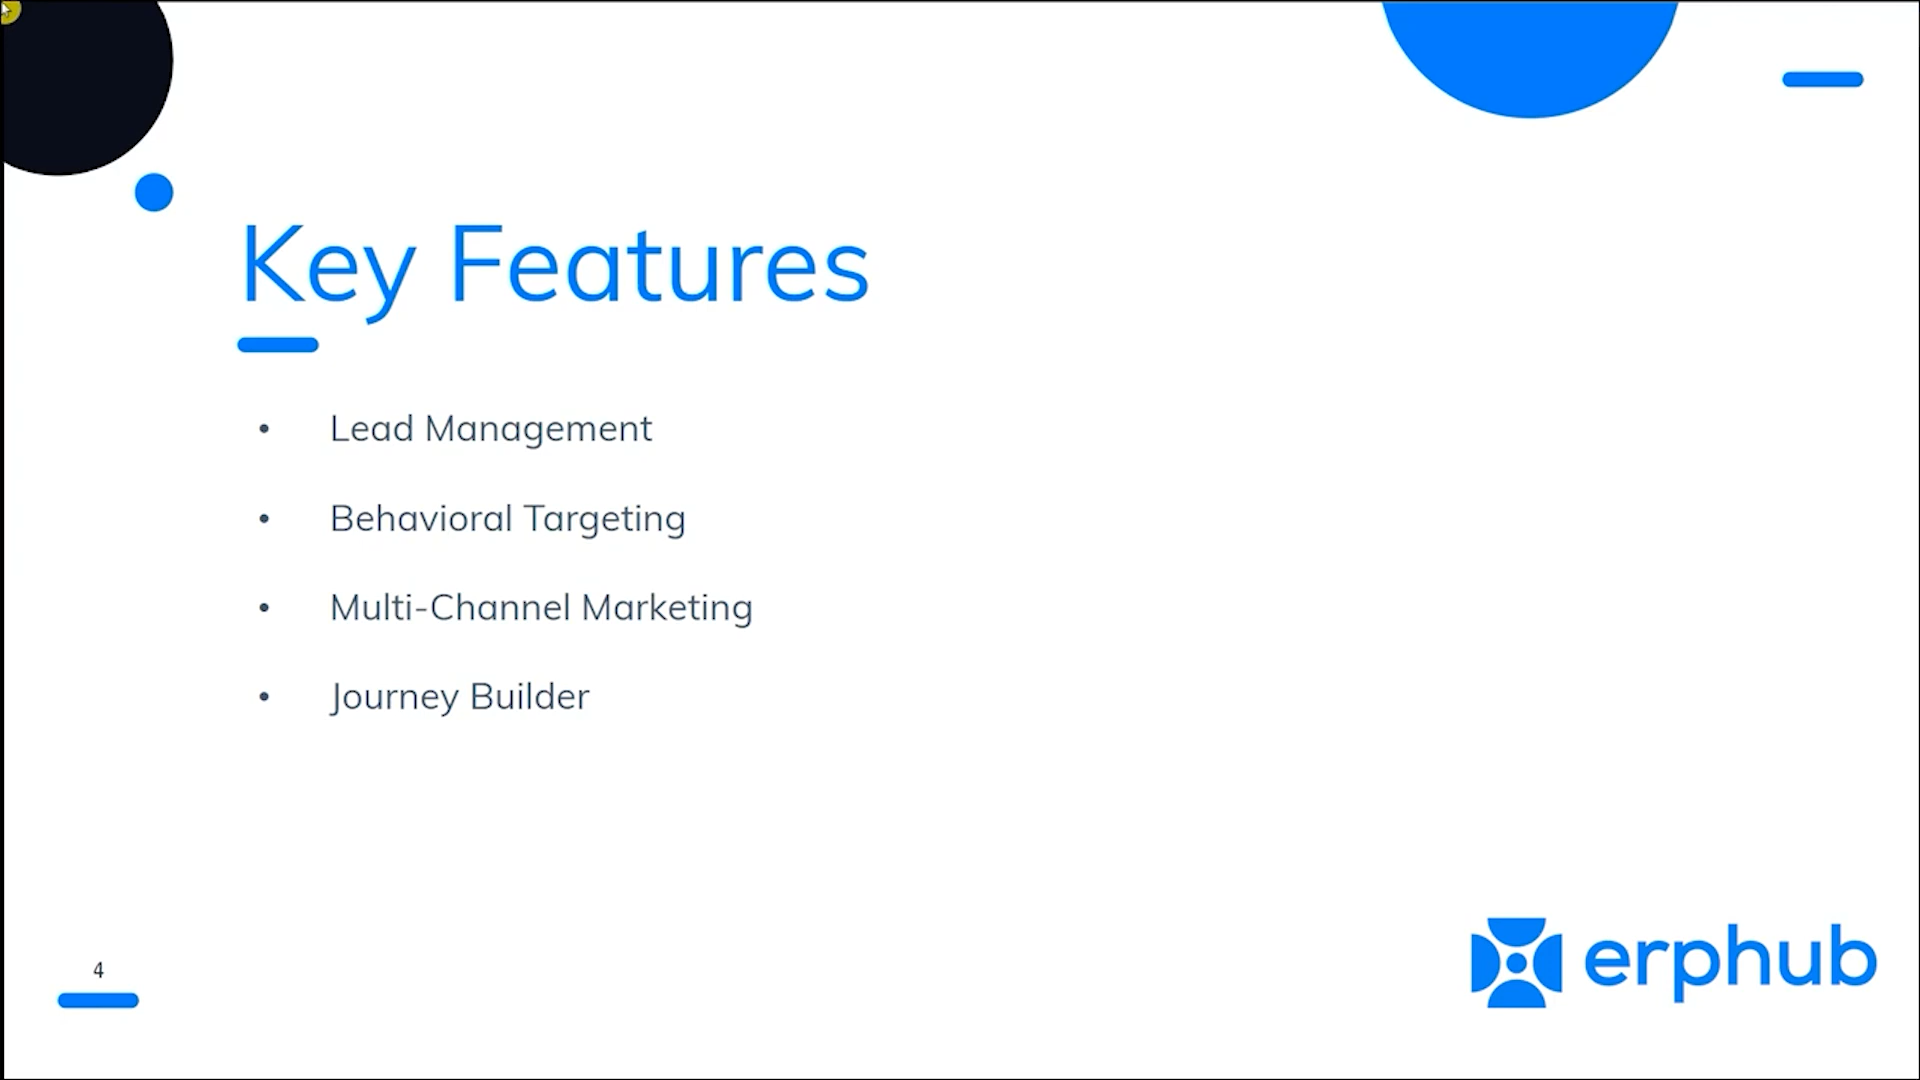 Key Features
• Lead Management
• Behavioral Targeting
• Multi-Channel Marketing
• Journey Builder
4
erphub